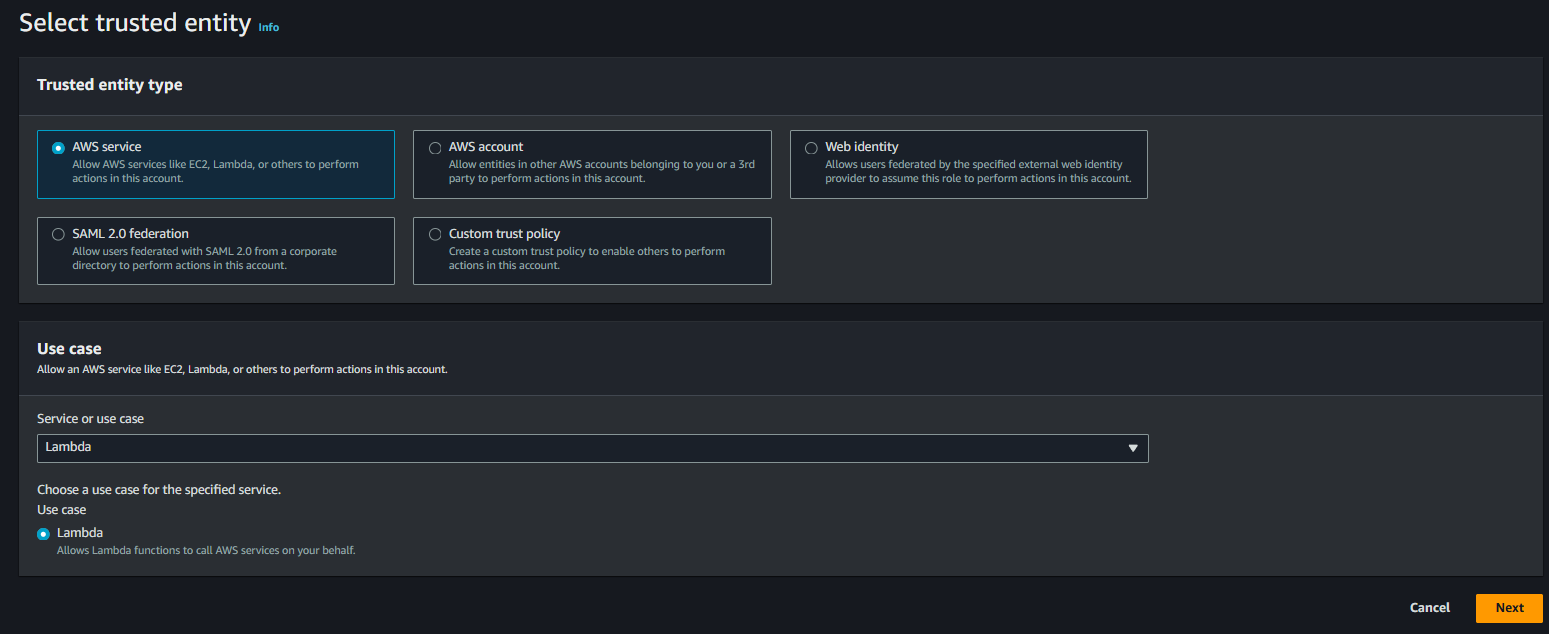 Select trusted entity Info
Trusted entity type
AWS service
Allow AWS services like EC2, Lambda, or others to perform
actions in this account.
AWS account
Allow entities in other AWS accounts belonging to you or a 3rd
party to perform actions in this account.
Web identity
Allows users federated by the specified external web identity
provider to assume this role to perform actions in this account.
SAML 2.0 federation
Allow users federated with SAML 2.0 from a corporate
directory to perform actions in this account.
Custom trust policy
Create a custom trust policy to enable others to perform
actions in this account.
Use case
Allow an AWS service like EC2, Lambda, or others to perform actions in this account.
Service or use case
Lambda
Choose a use case for the specified service.
Use case
Lambda
Allows Lambda functions to call AWS services on your behalf.
Cancel
Next